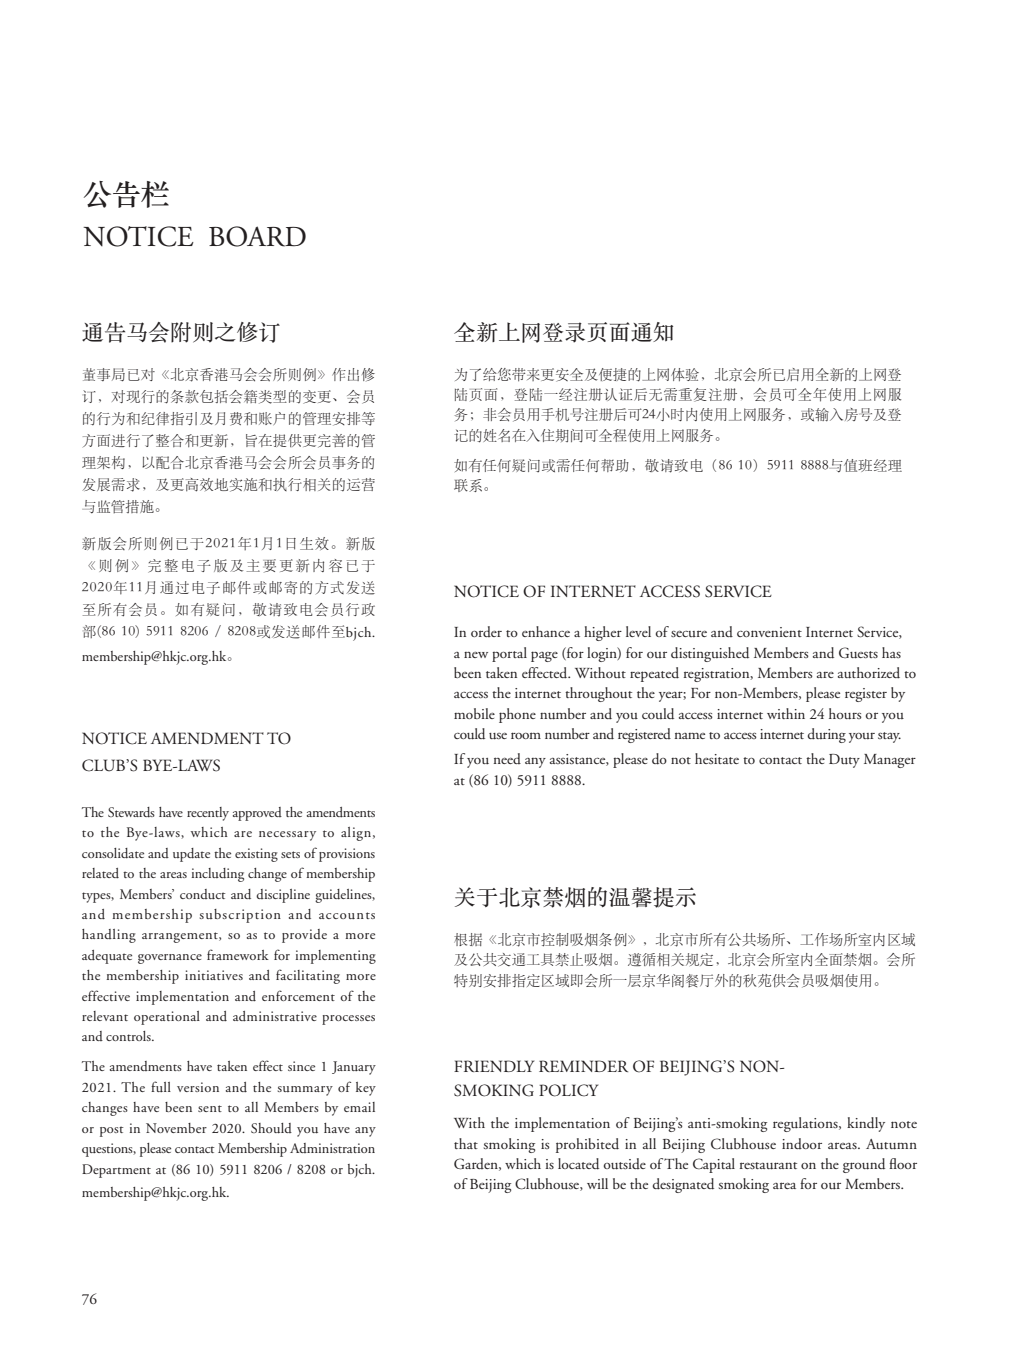 公告栏
NOTICE BOARD
通告马会附则之修订
董事局已对《北京香港马会会所则例》作出修
订，对现行的条款包括会籍类型的变更、会员
的行为和纪律指引及月费和账户的管理安排等
方面进行了整合和更新，旨在提供更完善的管
理架构，以配合北京香港马会会所会员事务的
发展需求，及更高效地实施和执行相关的运营
与监管措施。
新版会所则例已于2021年1月1日生效。新版
《则例》完整电子版及主要更新内容已于
2020年11月通过电子邮件或邮寄的方式发送
至所有会员。如有疑问，敬请致电会员行政
部(86 10) 5911 8206 / 8208或发送邮件至bjch.
membership@hkjc.org.hk。
NOTICE AMENDMENT TO
CLUB’S BYE-LAWS
The Stewards have recently approved the amendments
to the Bye-laws, which are necessary to align,
consolidate and update the existing sets of provisions
related to the areas including change of membership
types, Members’ conduct and discipline guidelines,
and membership subscription and accounts
handling arrangement, so as to provide a more
adequate governance framework for implementing
the membership initiatives and facilitating more
effective implementation and enforcement of the
relevant operational and administrative processes
and controls.
The amendments have taken effect since 1 January
2021. The full version and the summary of key
changes have been sent to all Members by email
or post in November 2020. Should you have any
questions, please contact Membership Administration
Department at (86 10) 5911 8206 / 8208 or bjch.
membership@hkjc.org.hk.
全新上网登录页面通知
为了给您带来更安全及便捷的上网体验，北京会所已启用全新的上网登
陆页面，登陆一经注册认证后无需重复注册，会员可全年使用上网服
务；非会员用手机号注册后可24小时内使用上网服务，或输入房号及登
记的姓名在入住期间可全程使用上网服务。
如有任何疑问或需任何帮助，敬请致电（86 10）5911 8888与值班经理
联系。
NOTICE OF INTERNET ACCESS SERVICE
In order to enhance a higher level of secure and convenient Internet Service,
a new portal page (for login) for our distinguished Members and Guests has
been taken effected. Without repeated registration, Members are authorized to
access the internet throughout the year; For non-Members, please register by
mobile phone number and you could access internet within 24 hours or you
could use room number and registered name to access internet during your stay.
If you need any assistance, please do not hesitate to contact the Duty Manager
at (86 10) 5911 8888.
关于北京禁烟的温馨提示
根据《北京市控制吸烟条例》，北京市所有公共场所、工作场所室内区域
及公共交通工具禁止吸烟。遵循相关规定，北京会所室内全面禁烟。会所
特别安排指定区域即会所一层京华阁餐厅外的秋苑供会员吸烟使用。
FRIENDLY REMINDER OF BEIJING’S NON-
SMOKING POLICY
With the implementation of Beijing’s anti-smoking regulations, kindly note
that smoking is prohibited in all Beijing Clubhouse indoor areas. Autumn
Garden, which is located outside of The Capital restaurant on the ground floor
of Beijing Clubhouse, will be the designated smoking area for our Members.
76